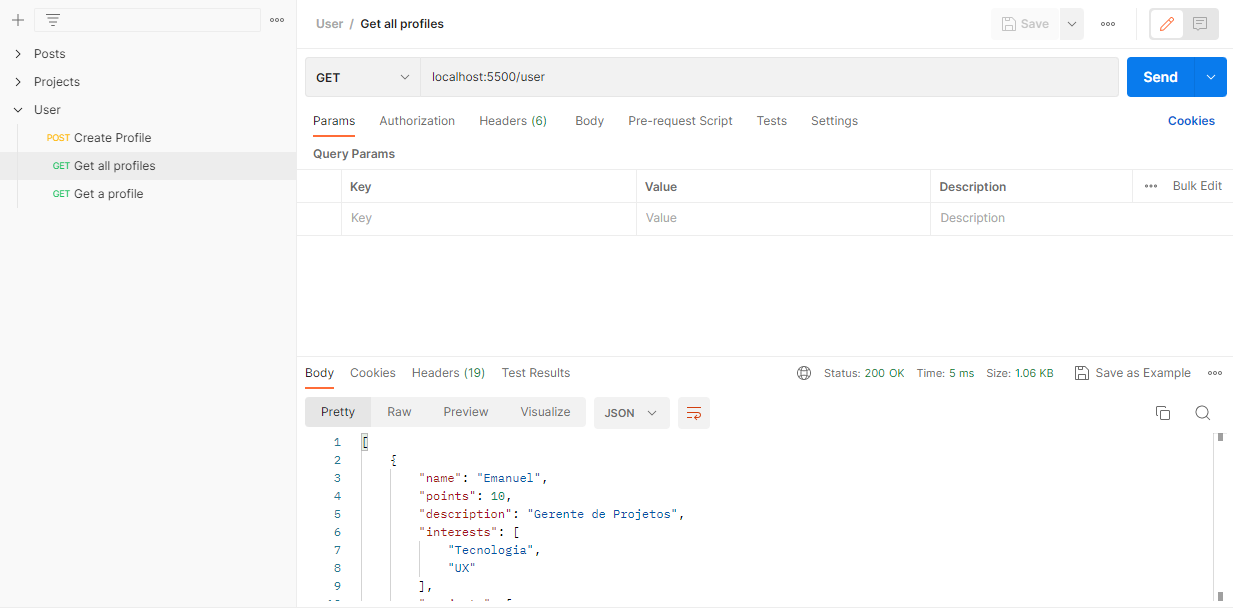 User / Get all profiles
Save
Posts
Projects
User
POST Create Profile
GET Get all profiles
GET Get a profile
GET
localhost:5500/user
Send
Params Authorization Headers (6) Body Pre-request Script Tests Settings Cookies
Query Params
Key Value Description Bulk Edit
Key Value Description
Body Cookies Headers (19) Test Results Status: 200 OK Time: 5 ms Size: 1.06 KB Save as Example
Pretty Raw Preview Visualize JSON
1 [
2 {
3 "name": "Emanuel",
4 "points": 10,
5 "description": "Gerente de Projetos",
6 "interests": [
7 "Tecnologia",
8 "UX"
9 ],